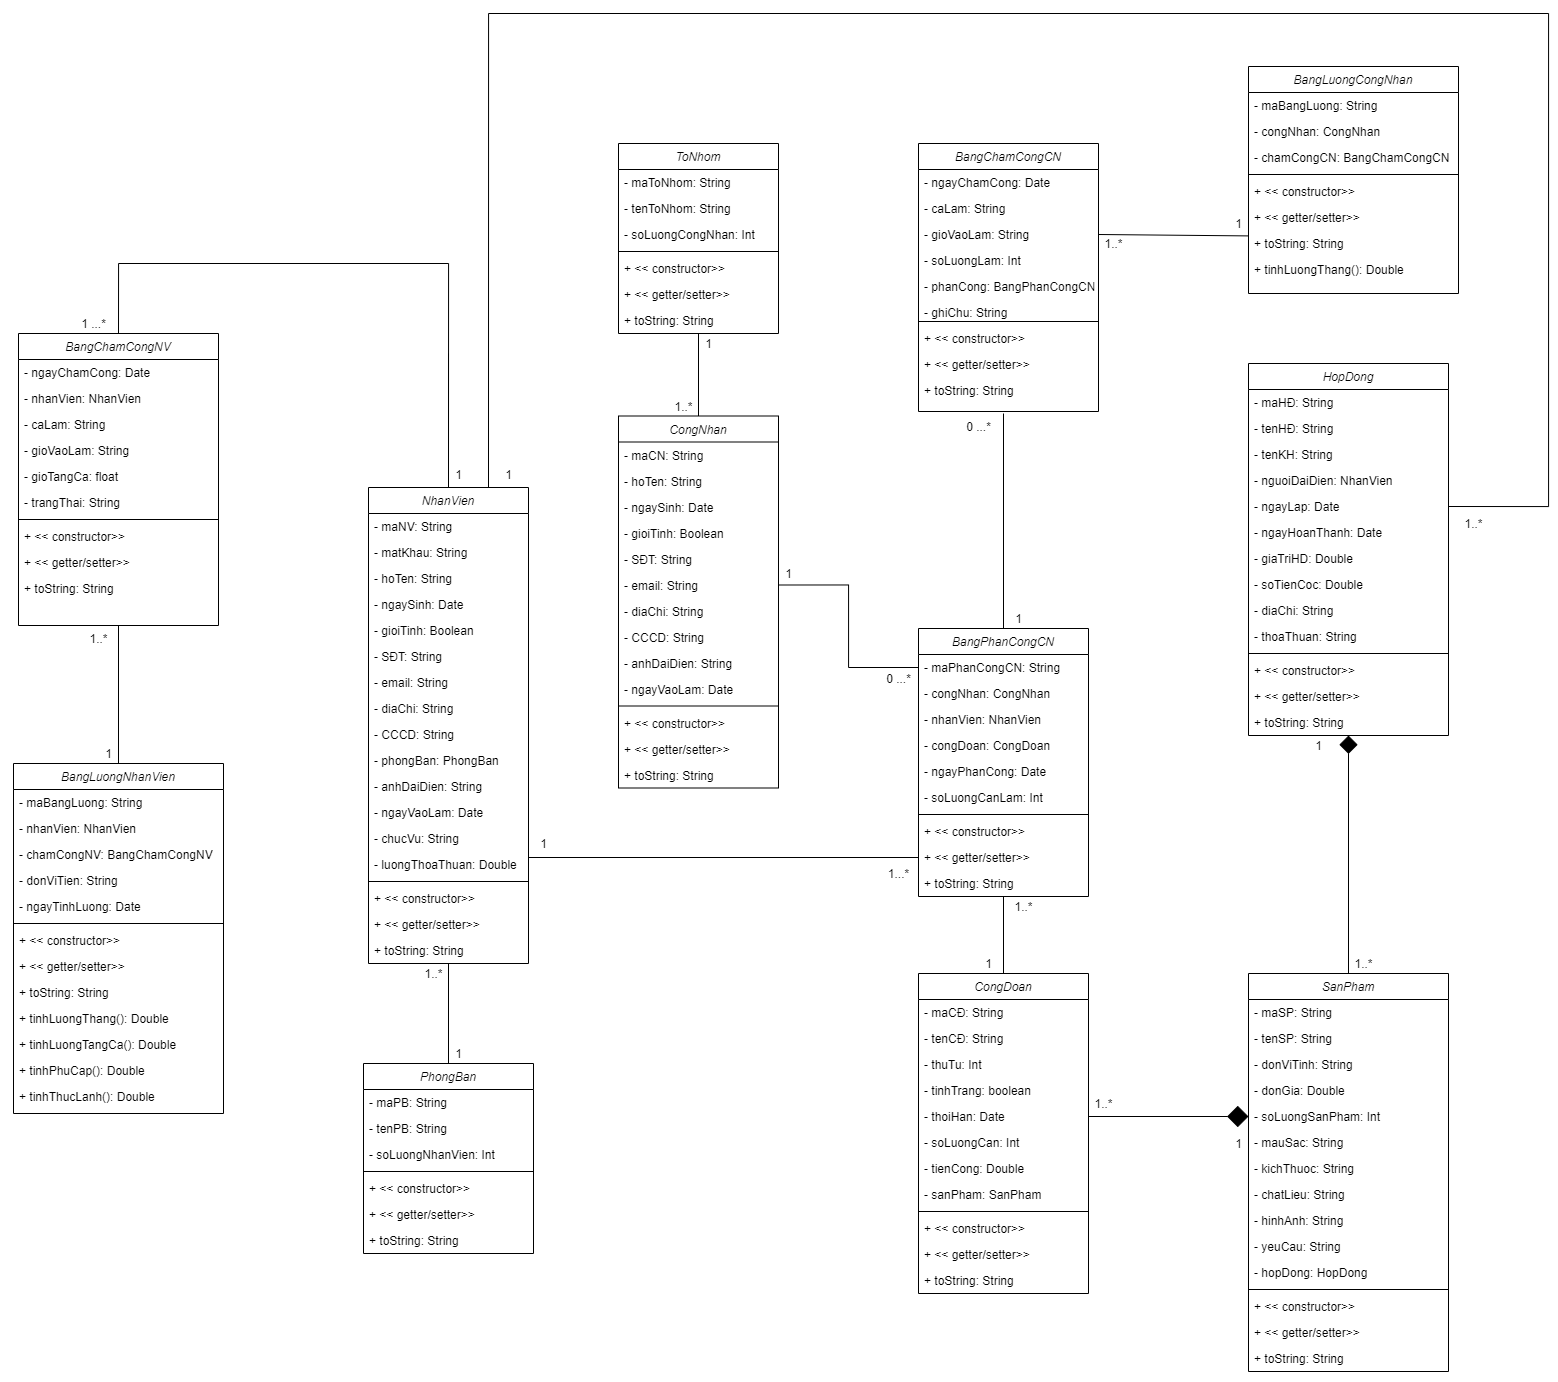 BangLuongCongNhan
- maBangLuong: String
- congNhan: CongNhan
- chamCongCN: BangChamCongCN
+ << constructor>>
+ << getter/setter>>
+ toString: String
+ tinhLuongThang(): Double
1
1..*
ToNhom
- maToNhom: String
- tenToNhom: String
- soLuongCongNhan: Int
+ << constructor>>
+ << getter/setter>>
+ toString: String
1
1..*
BangChamCongCN
- ngayChamCong: Date
- caLam: String
- gioVaoLam: String
- soLuongLam: Int
- phanCong: BangPhanCongCN
- ghiChu: String
+ << constructor>>
+ << getter/setter>>
+ toString: String
0 ...*
1
1 ...*
BangChamCongNV
- ngayChamCong: Date
- nhanVien: NhanVien
- caLam: String
- gioVaoLam: String
- gioTangCa: float
- trangThai: String
+ << constructor>>
+ << getter/setter>>
+ toString: String
1..*
1
HopDong
- maHĐ: String
- tenHĐ: String
- tenKH: String
- nguoiDaiDien: NhanVien
- ngayLap: Date
- ngayHoanThanh: Date
- giaTriHD: Double
- soTienCoc: Double
- diaChi: String
- thoaThuan: String
+ << constructor>>
+ << getter/setter>>
+ toString: String
1..*
1
1..*
CongNhan
- maCN: String
- hoTen: String
- ngaySinh: Date
- gioiTinh: Boolean
- SĐT: String
- email: String
- diaChi: String
- CCCD: String
- anhDaiDien: String
- ngayVaoLam: Date
+ << constructor>>
+ << getter/setter>>
+ toString: String
1
0 ...*
1
1
NhanVien
- maNV: String
- matKhau: String
- hoTen: String
- ngaySinh: Date
- gioiTinh: Boolean
- SĐT: String
- email: String
- diaChi: String
- CCCD: String
- phongBan: PhongBan
- anhDaiDien: String
- ngayVaoLam: Date
- chucVu: String
- luongThoaThuan: Double
+ << constructor>>
+ << getter/setter>>
+ toString: String
1
1...*
1..*
1
BangPhanCongCN
- maPhanCongCN: String
- congNhan: CongNhan
- nhanVien: NhanVien
- congDoan: CongDoan
- ngayPhanCong: Date
- soLuongCanLam: Int
+ << constructor>>
+ << getter/setter>>
+ toString: String
1..*
1
BangLuongNhanVien
- maBangLuong: String
- nhanVien: NhanVien
- chamCongNV: BangChamCongNV
- donViTien: String
- ngayTinhLuong: Date
+ << constructor>>
+ << getter/setter>>
+ toString: String
+ tinhLuongThang(): Double
+ tinhLuongTangCa(): Double
+ tinhPhuCap(): Double
+ tinhThucLanh(): Double
PhongBan
- maPB: String
- tenPB: String
- soLuongNhanVien: Int
+ << constructor>>
+ << getter/setter>>
+ toString: String
CongDoan
- maCĐ: String
- tenCĐ: String
- thuTu: Int
- tinhTrang: boolean
- thoiHan: Date
- soLuongCan: Int
- tienCong: Double
- sanPham: SanPham
+ << constructor>>
+ << getter/setter>>
+ toString: String
1..*
1
SanPham
- maSP: String
- tenSP: String
- donViTinh: String
- donGia: Double
- soLuongSanPham: Int
- mauSac: String
- kichThuoc: String
- chatLieu: String
- hinhAnh: String
- yeuCau: String
- hopDong: HopDong
+ << constructor>>
+ << getter/setter>>
+ toString: String